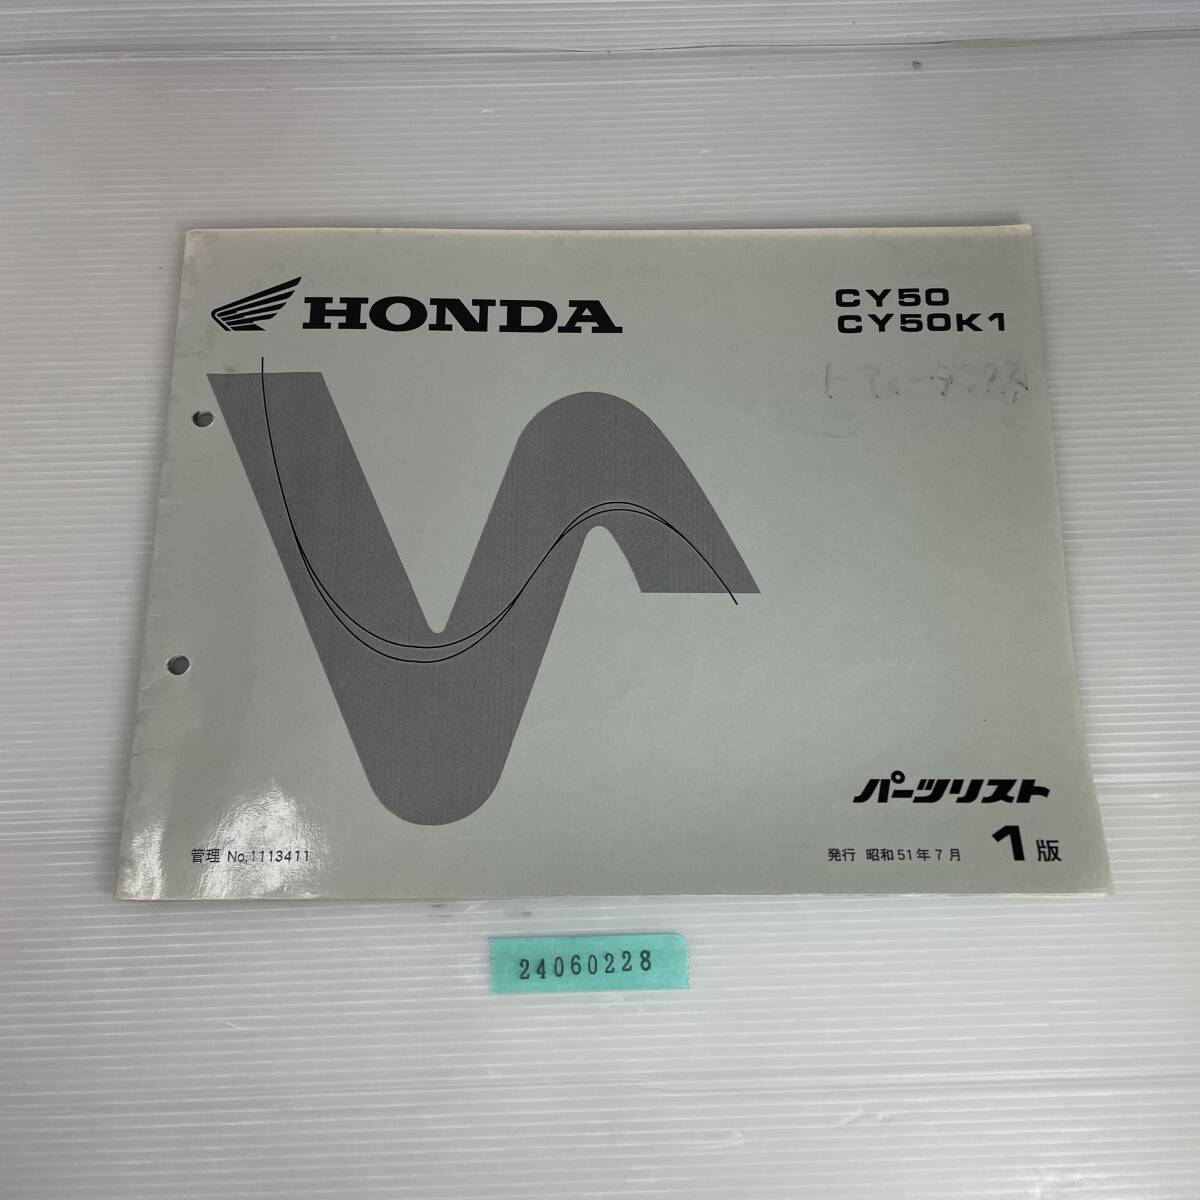 HONDA
CY50
CY50K1
パーツリスト
管理 No.1113411
発行 昭和51年7月 1版
24060228